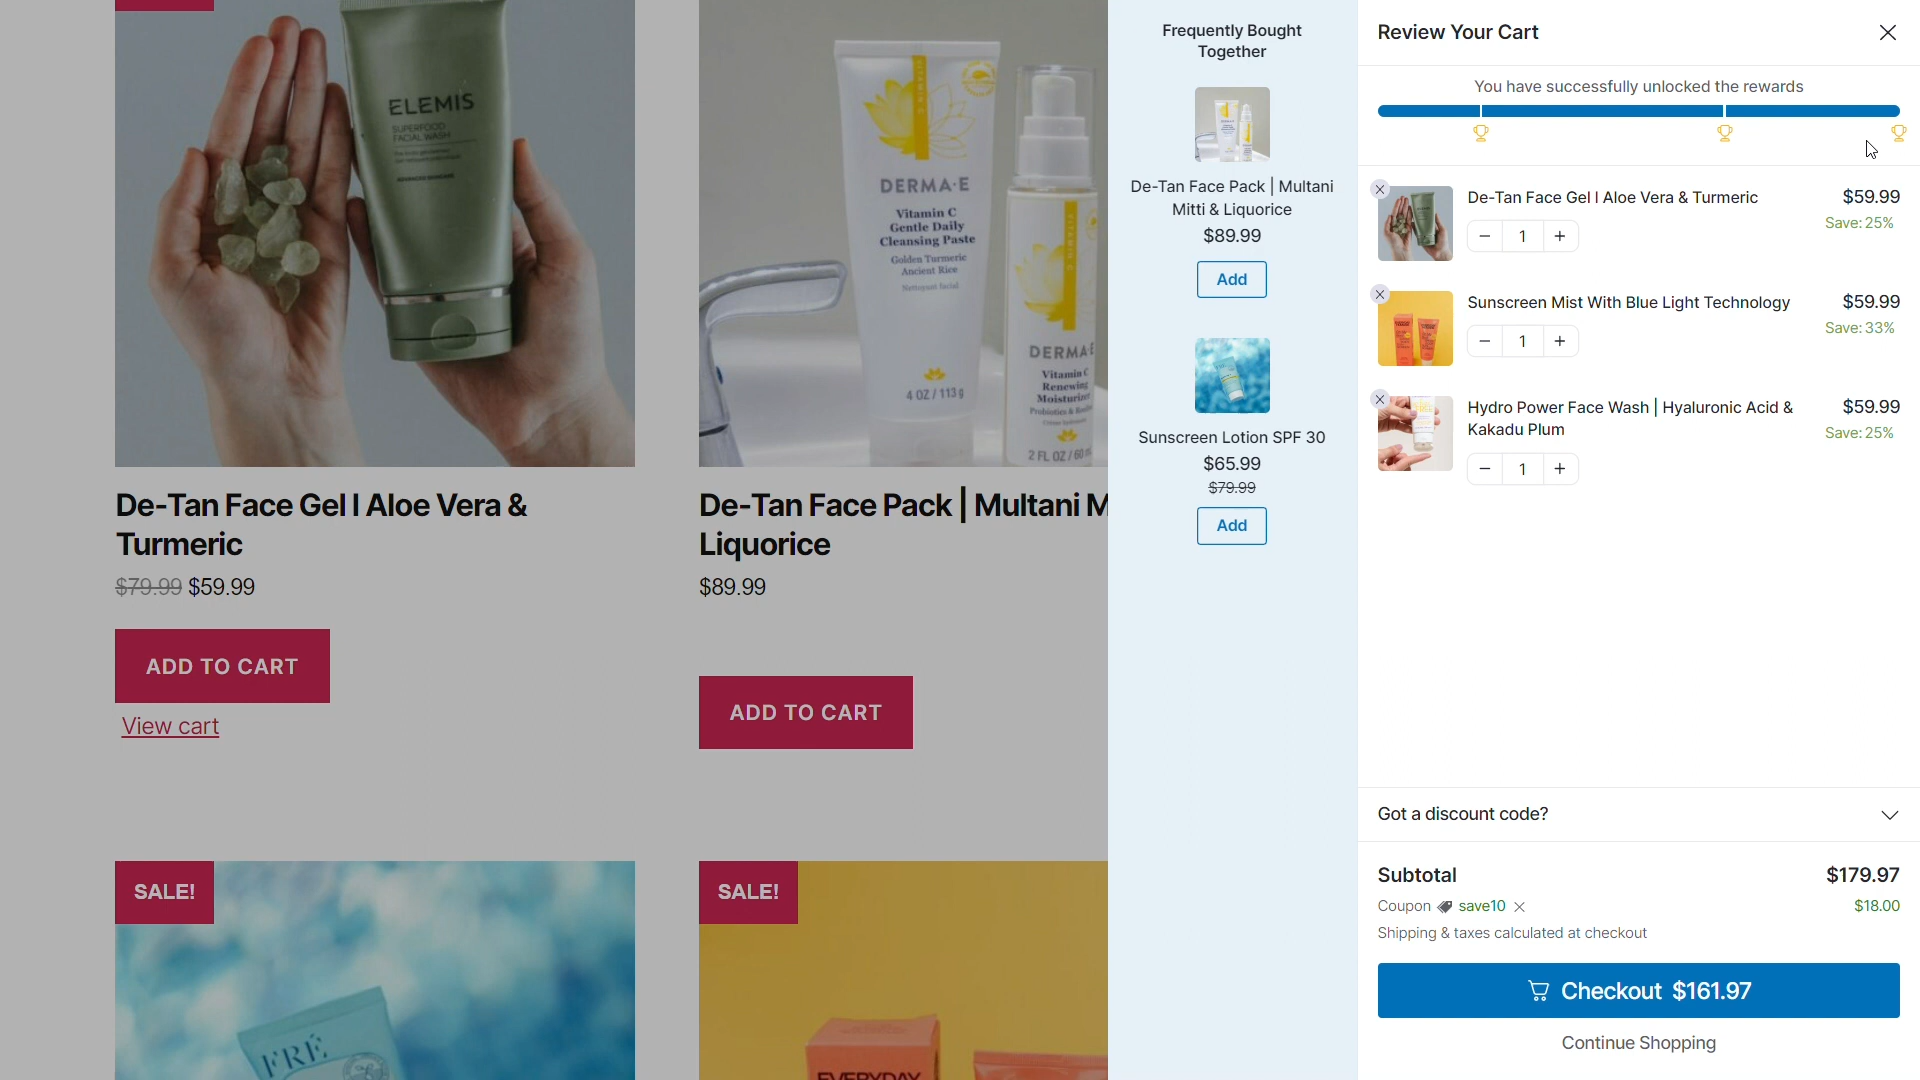 ELEMIS
SUPERFOOD
FACIAL WASH
DERMA·E
Vitamin C
Gentle Daily
Cleansing Paste
Golden Turmeric
Ancient Rice
Nettoyant facial
4 OZ / 113 g
DERMA·E
Vitamin C
Renewing
Moisturizer
2 FL OZ / 60
De-Tan Face Gel l Aloe Vera &
Turmeric
$79.99 $59.99
ADD TO CART
View cart
De-Tan Face Pack | Multani M
Liquorice
$89.99
ADD TO CART
SALE!
FRÉ
SALE!
EVERYDAY
Frequently Bought
Together
De-Tan Face Pack | Multani
Mitti & Liquorice
$89.99
Add
Sunscreen Lotion SPF 30
$65.99
$79.99
Add
Review Your Cart
You have successfully unlocked the rewards
De-Tan Face Gel l Aloe Vera & Turmeric
$59.99
Save: 25%
− 1 +
Sunscreen Mist With Blue Light Technology
$59.99
Save: 33%
− 1 +
Hydro Power Face Wash | Hyaluronic Acid &
Kakadu Plum
$59.99
Save: 25%
− 1 +
Got a discount code?
Subtotal $179.97
Coupon save10 $18.00
Shipping & taxes calculated at checkout
Checkout $161.97
Continue Shopping